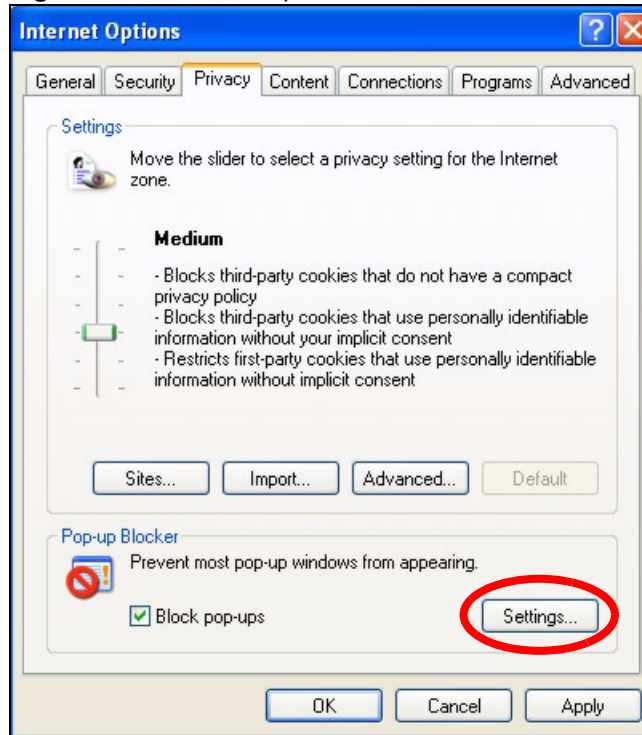 Internet Options
General Security Privacy Content Connections Programs Advanced
Settings
Move the slider to select a privacy setting for the Internet
zone.
Medium
- Blocks third-party cookies that do not have a compact
privacy policy
- Blocks third-party cookies that use personally identifiable
information without your implicit consent
- Restricts first-party cookies that use personally identifiable
information without implicit consent
Sites... Import... Advanced... Default
Pop-up Blocker
Prevent most pop-up windows from appearing.
Block pop-ups Settings...
OK Cancel Apply